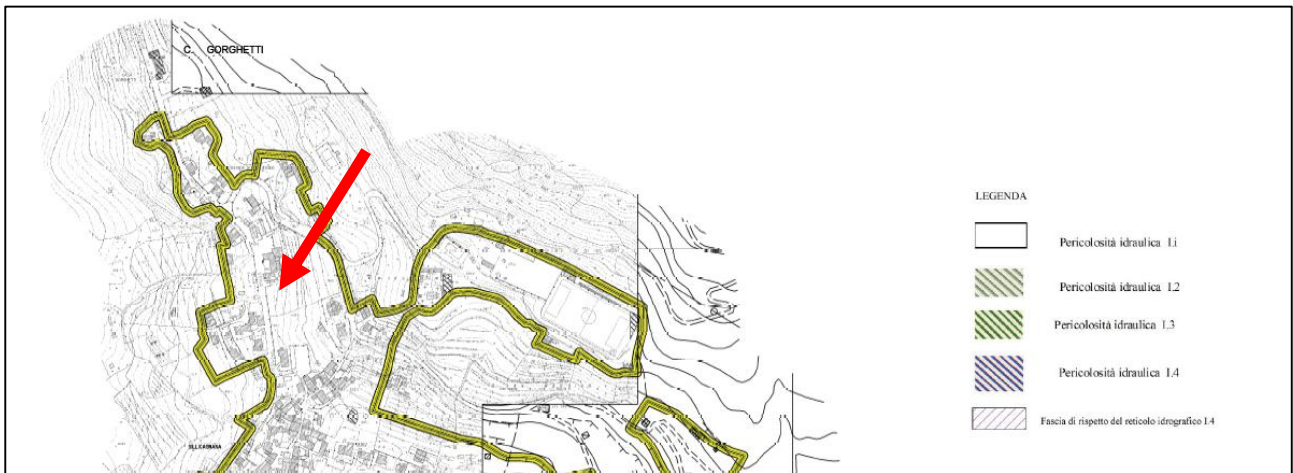 C. GORGHETTI
LEGENDA
Pericolosità idraulica I.i
Pericolosità idraulica I.2
Pericolosità idraulica I.3
Pericolosità idraulica I.4
Fascia di rispetto del reticolo idrografico I.4